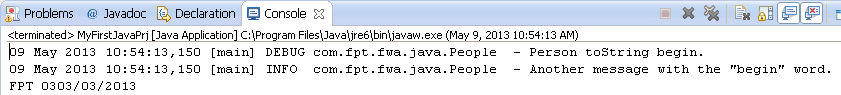 Problems @ Javadoc Declaration Console
<terminated> MyFirstJavaPrj [Java Application] C:\Program Files\Java\jre6\bin\javaw.exe (May 9, 2013 10:54:13 AM)
09 May 2013 10:54:13,150 [main] DEBUG com.fpt.fwa.java.People - Person toString begin.
09 May 2013 10:54:13,150 [main] INFO com.fpt.fwa.java.People - Another message with the "begin" word.
FPT 0303/03/2013